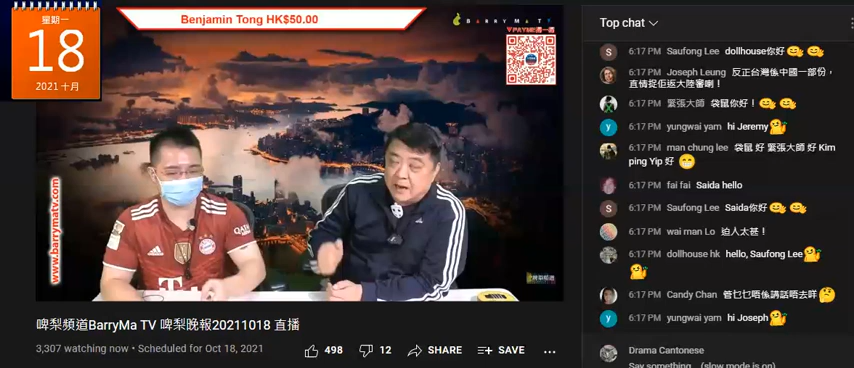 星期一
18
2021 十月
Benjamin Tong HK$50.00
BARRYMATV
www.barrymatv.com
QATAR
啤梨頻道BarryMa TV 啤梨晚報20211018 直播
3,307 watching now • Scheduled for Oct 18, 2021
498
12
SHARE
SAVE
Top chat
6:17 PM Saufong Lee dollhouse你好
6:17 PM Joseph Leung 反正台灣係中國一部份，
直情捉佢返大陸審喇！
6:17 PM 緊張大師 袋鼠你好！
6:17 PM yungwai yam hi Jeremy
6:17 PM man chung lee 袋鼠 好 緊張大師 好 Kim
ping Yip 好
6:17 PM fai fai Saida hello
6:17 PM Saufong Lee Saida你好
6:17 PM wai man Lo 迫人太甚！
6:17 PM dollhouse hk hello, Saufong Lee
6:17 PM Candy Chan 管乜乜唔係講話唔去咩
6:17 PM yungwai yam hi Joseph
Drama Cantonese
Say something... (slow mode is on)